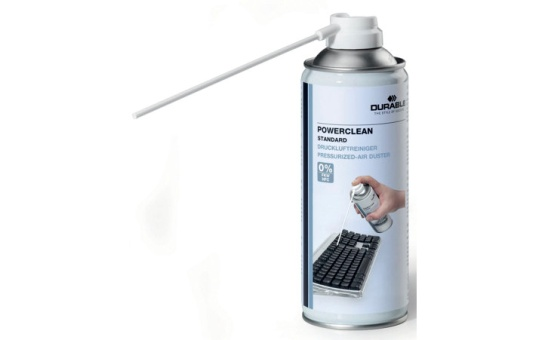 DURABLE
POWERCLEAN
STANDARD
DRUCKLUFTREINIGER
PRESSURIZED-AIR DUSTER
0%